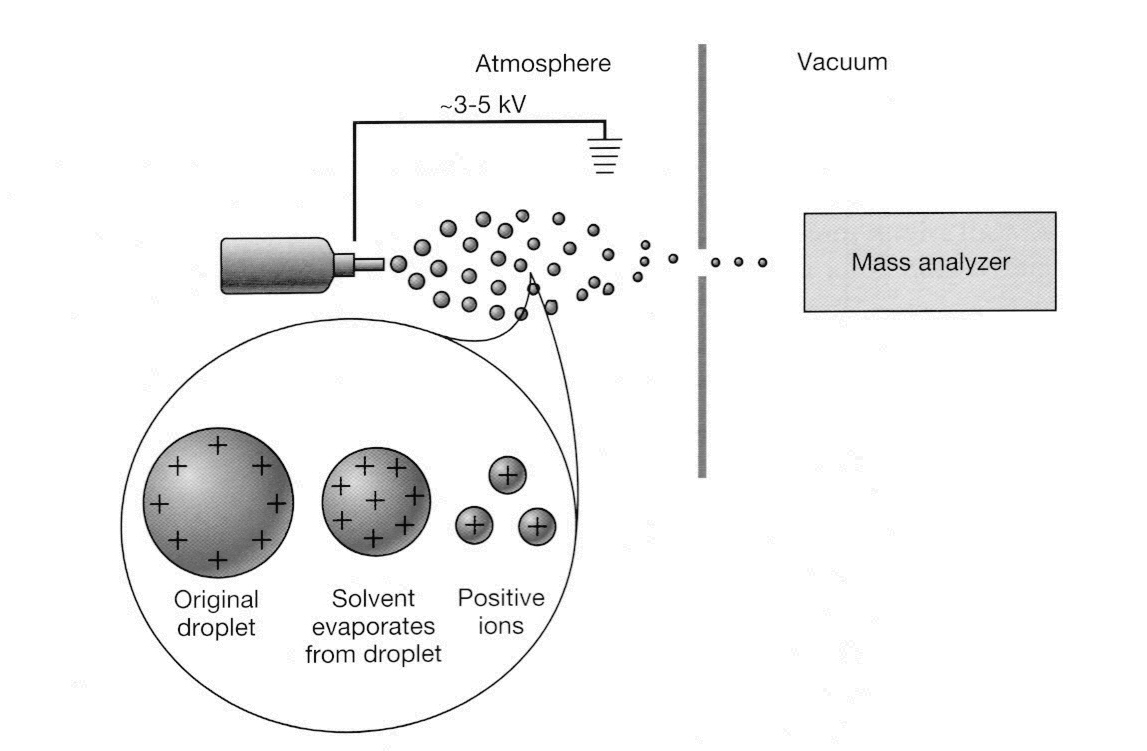 Atmosphere
Vacuum
~3-5 kV
Mass analyzer
Original
droplet
Solvent
evaporates
from droplet
Positive
ions